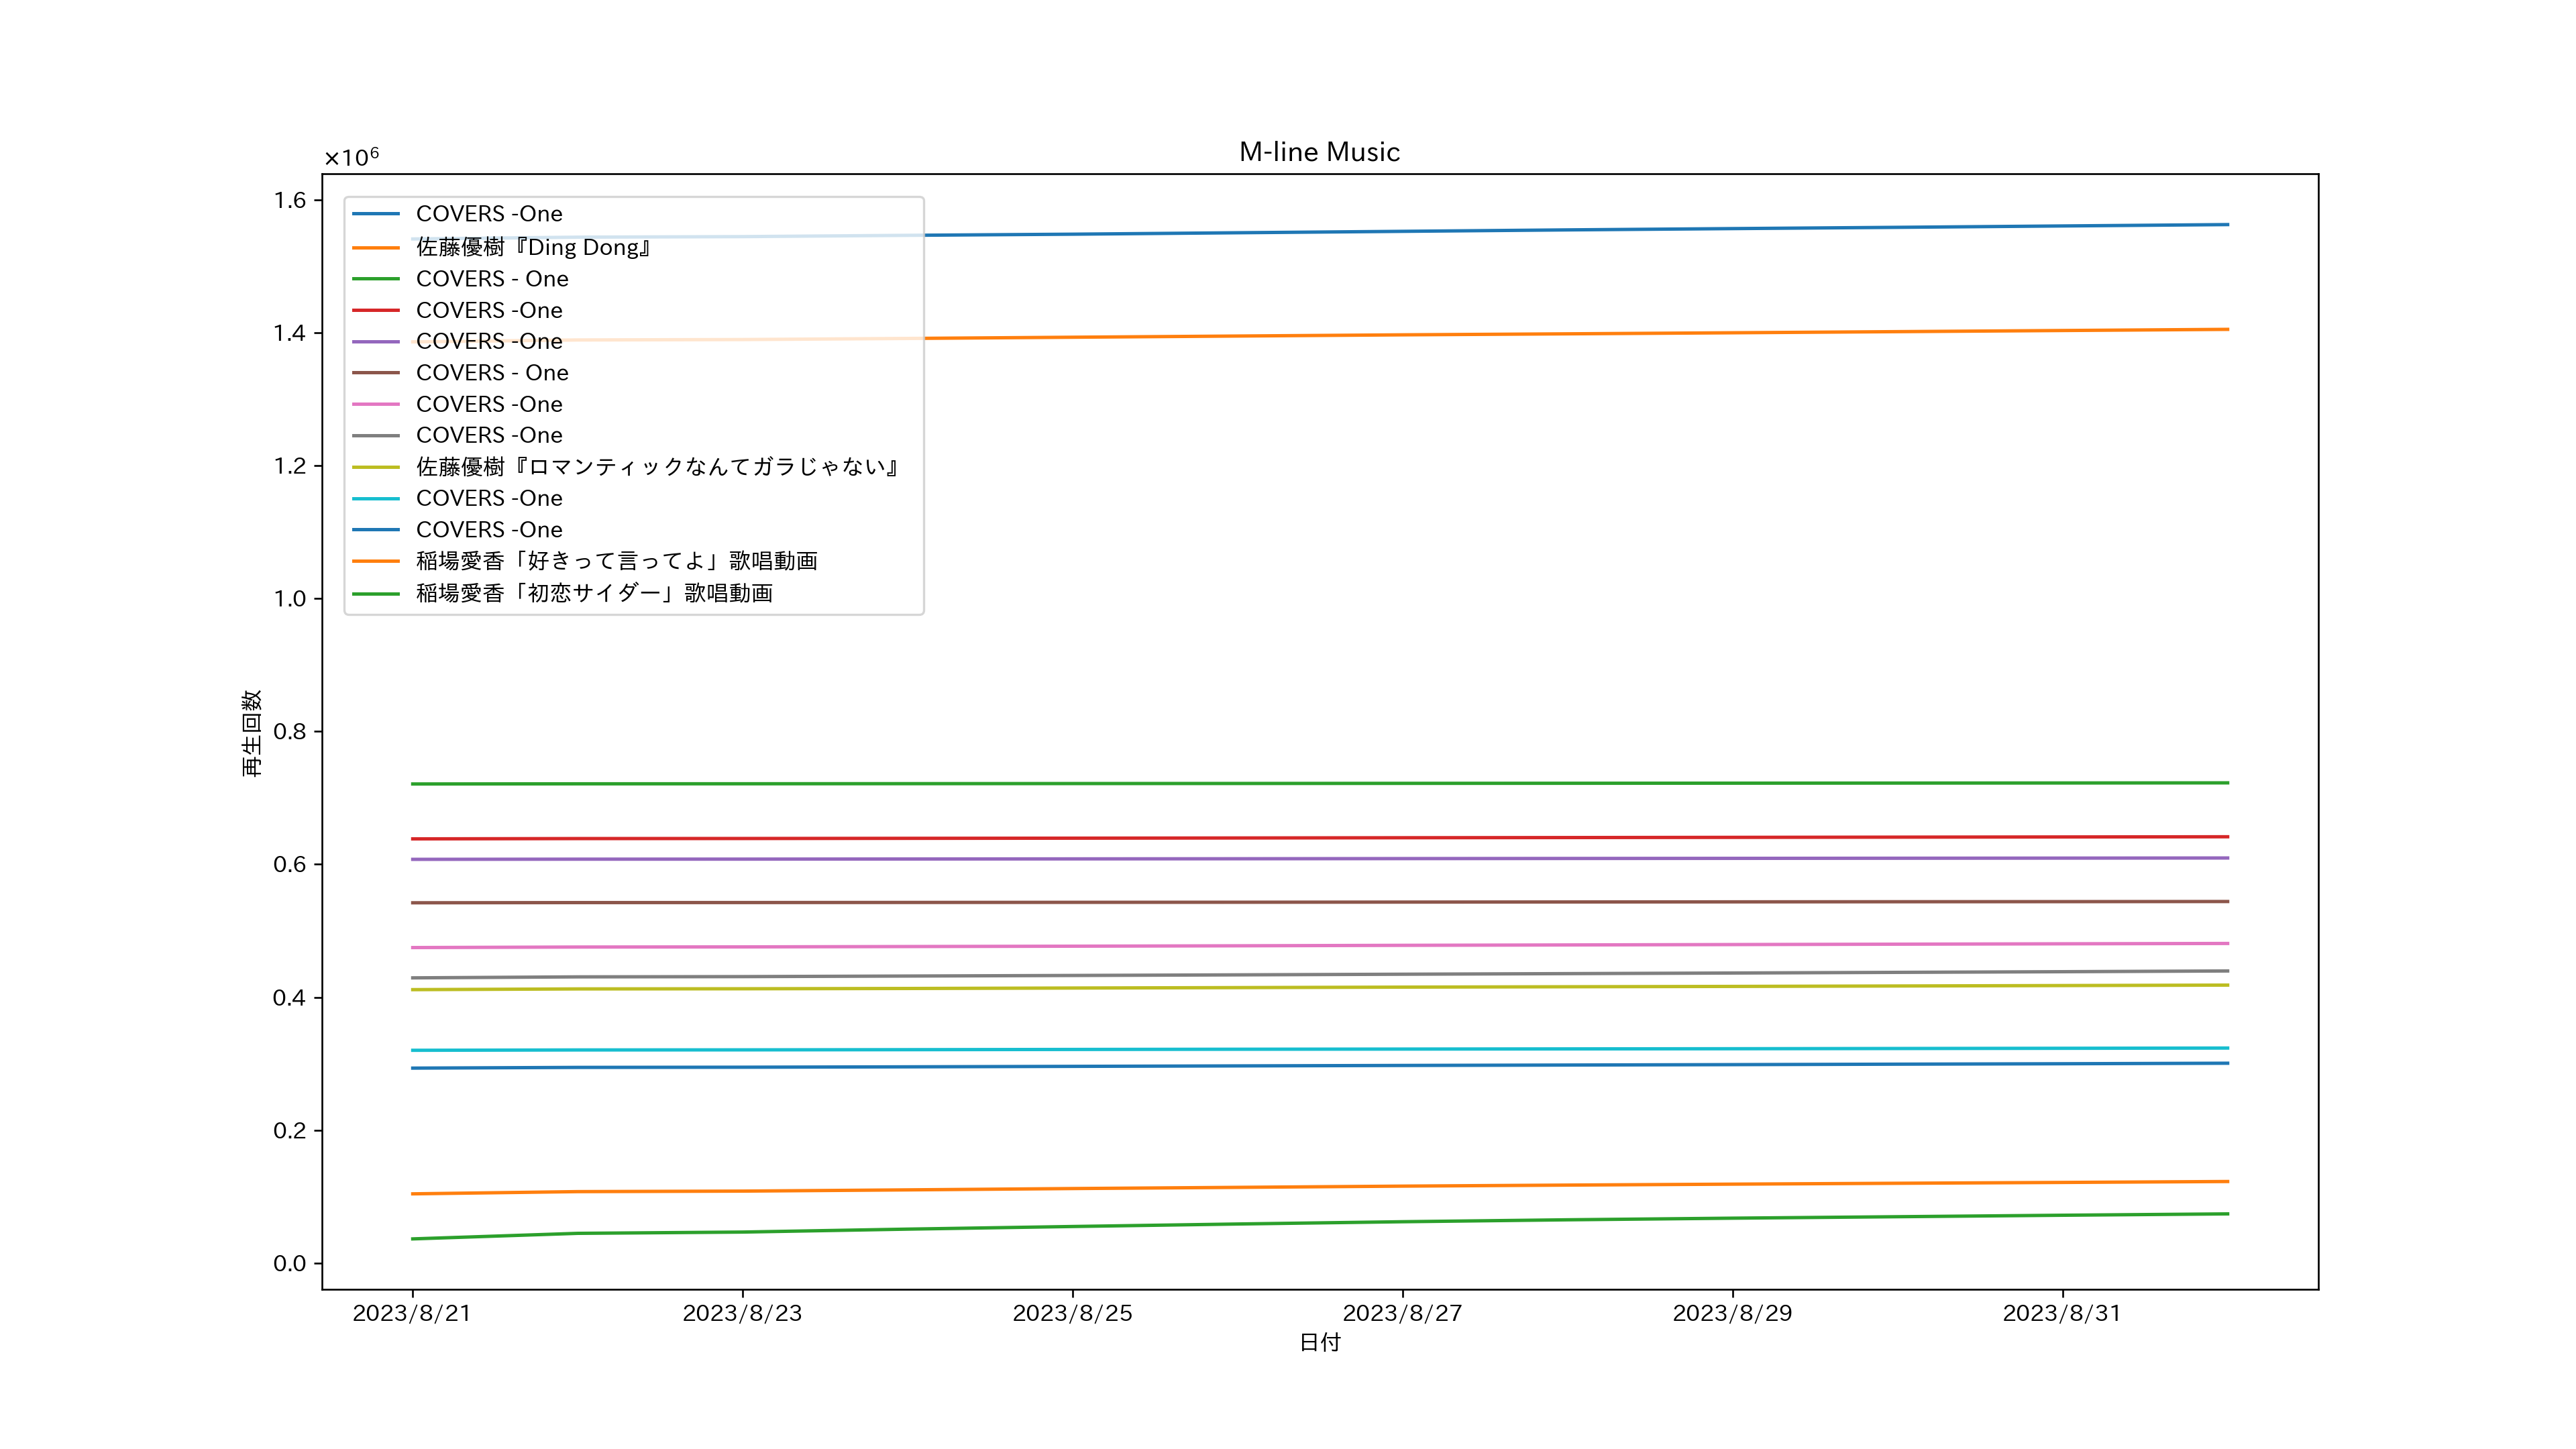 M-line Music
×10⁶
1.6
1.4
1.2
1.0
0.8
0.6
0.4
0.2
0.0
再生回数
COVERS -One
佐藤優樹『Ding Dong』
COVERS - One
COVERS -One
COVERS -One
COVERS - One
COVERS -One
COVERS -One
佐藤優樹『ロマンティックなんてガラじゃない』
COVERS -One
COVERS -One
稲場愛香「好きって言ってよ」歌唱動画
稲場愛香「初恋サイダー」歌唱動画
2023/8/21 2023/8/23 2023/8/25 2023/8/27 2023/8/29 2023/8/31
日付